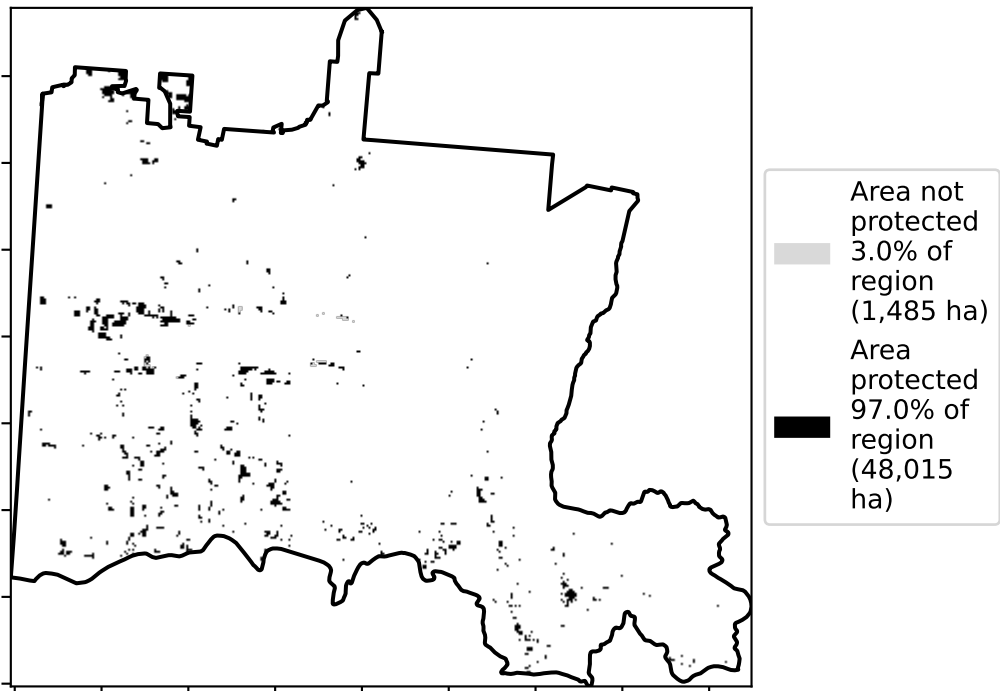 Area not
protected
3.0% of
region
(1,485 ha)
Area
protected
97.0% of
region
(48,015
ha)